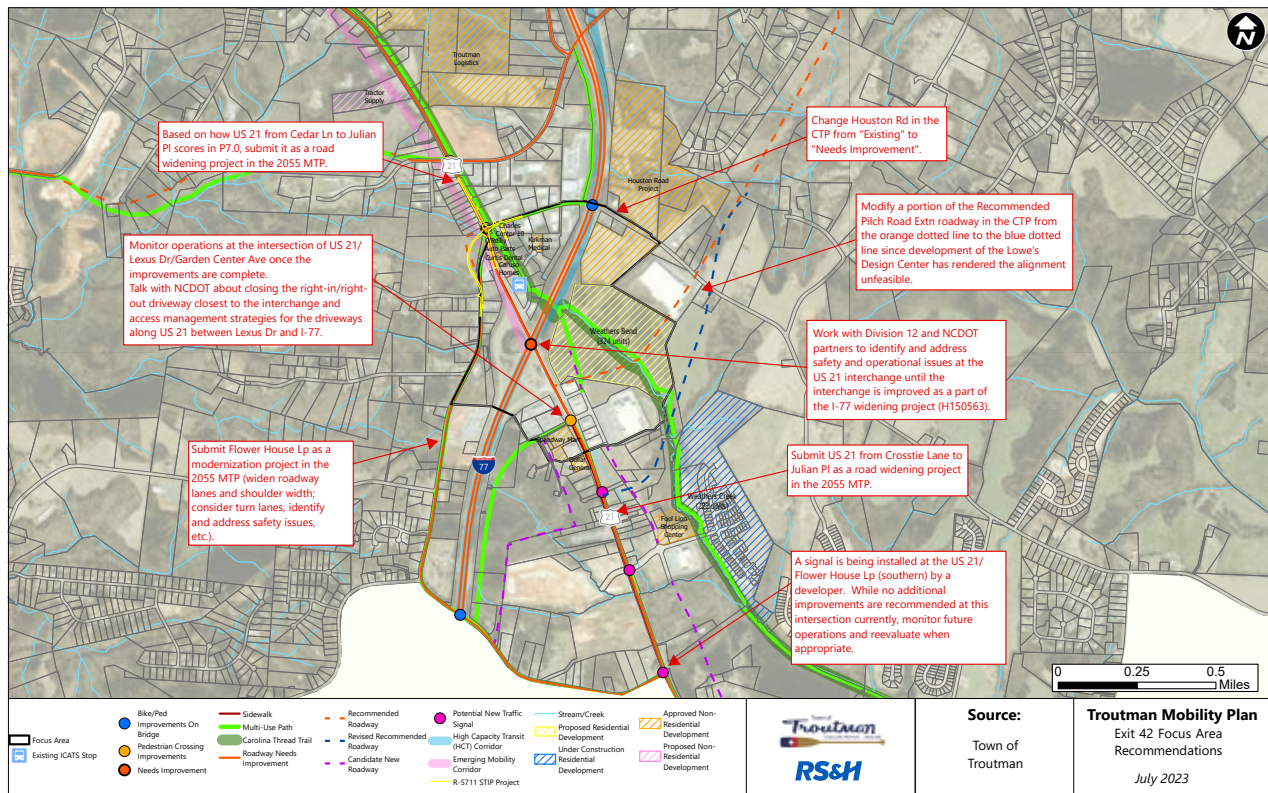 N
Troutman
Logistics
Tractor
Supply
Based on how US 21 from Cedar Ln to Julian
Pl scores in P7.0, submit it as a road
widening project in the 2055 MTP.
21
Change Houston Rd in the
CTP from "Existing" to
"Needs Improvement".
Houston Road
Project
Modify a portion of the Recommended
Pilch Road Extn roadway in the CTP from
the orange dotted line to the blue dotted
line since development of the Lowe's
Design Center has rendered the alignment
unfeasible.
Charles
Center
O'Reilly
Auto Parts
Curtis Dental
Caruso
Homes
Kirkman
Medical
Monitor operations at the intersection of US 21/
Lexus Dr/Garden Center Ave once the
improvements are complete.
Talk with NCDOT about closing the right-in/right-
out driveway closest to the interchange and
access management strategies for the driveways
along US 21 between Lexus Dr and I-77.
Weathers Bend
(324 units)
Work with Division 12 and NCDOT
partners to identify and address
safety and operational issues at the
US 21 interchange until the
interchange is improved as a part of
the I-77 widening project (H150563).
Submit Flower House Lp as a
modernization project in the
2055 MTP (widen roadway
lanes and shoulder width;
consider turn lanes, identify
and address safety issues,
etc.).
77
Speedway Mart
Dollar
General
Submit US 21 from Crosstie Lane to
Julian Pl as a road widening project
in the 2055 MTP.
21
Weathers Creek
Fool Lion
Shopping
Center
A signal is being installed at the US 21/
Flower House Lp (southern) by a
developer. While no additional
improvements are recommended at this
intersection currently, monitor future
operations and reevaluate when
appropriate.
0 0.25 0.5
Miles
Focus Area
Existing ICATS Stop
Bike/Ped
Improvements On
Bridge
Pedestrian Crossing
Improvements
Needs Improvement
Sidewalk
Multi-Use Path
Carolina Thread Trail
Roadway Needs
Improvement
Recommended
Roadway
Revised Recommended
Roadway
Candidate New
Roadway
Potential New Traffic
Signal
High Capacity Transit
(HCT) Corridor
Emerging Mobility
Corridor
R-5711 STIP Project
Stream/Creek
Proposed Residential
Development
Under Construction
Residential
Development
Approved Non-
Residential
Development
Proposed Non-
Residential
Development
Town of
Troutman
RS&H
Source:
Town of
Troutman
Troutman Mobility Plan
Exit 42 Focus Area
Recommendations
July 2023